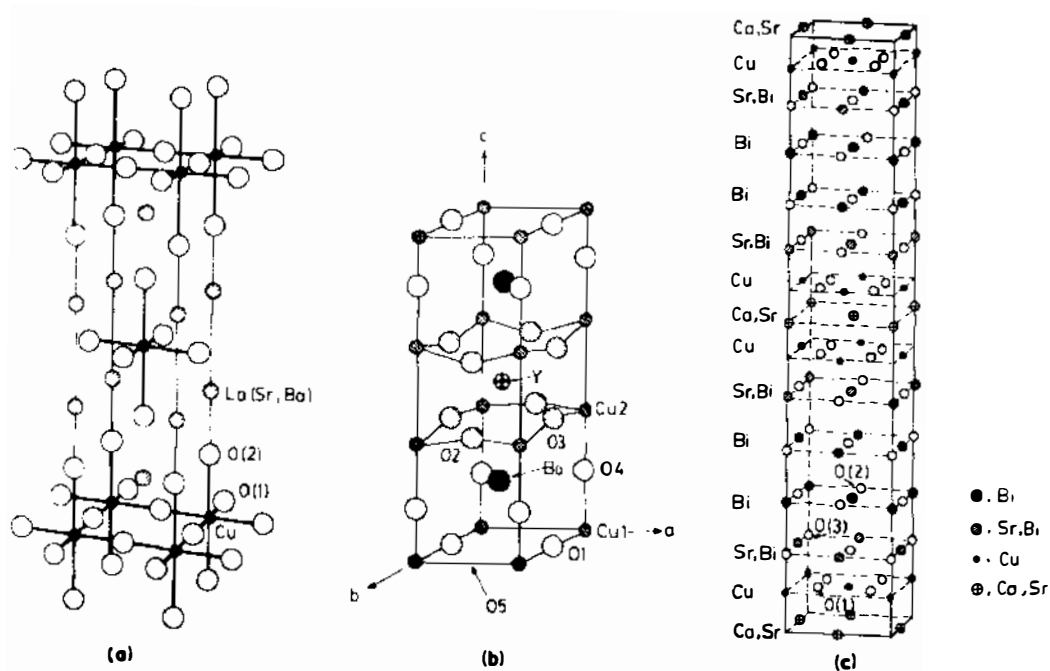 La(Sr,Ba)
O(2)
O(1)
Cu
(a)
c
Y
Cu2
O2
O3
Ba
O4
Cu1
a
O1
b
O5
(b)
Ca,Sr
Cu
Sr,Bi
Bi
Bi
Sr,Bi
Cu
Ca,Sr
Cu
Sr,Bi
Bi
O(2)
Bi
O(3)
Sr,Bi
Cu
O(1)
Ca,Sr
(c)
, Bi
, Sr,Bi
, Cu
, Ca,Sr